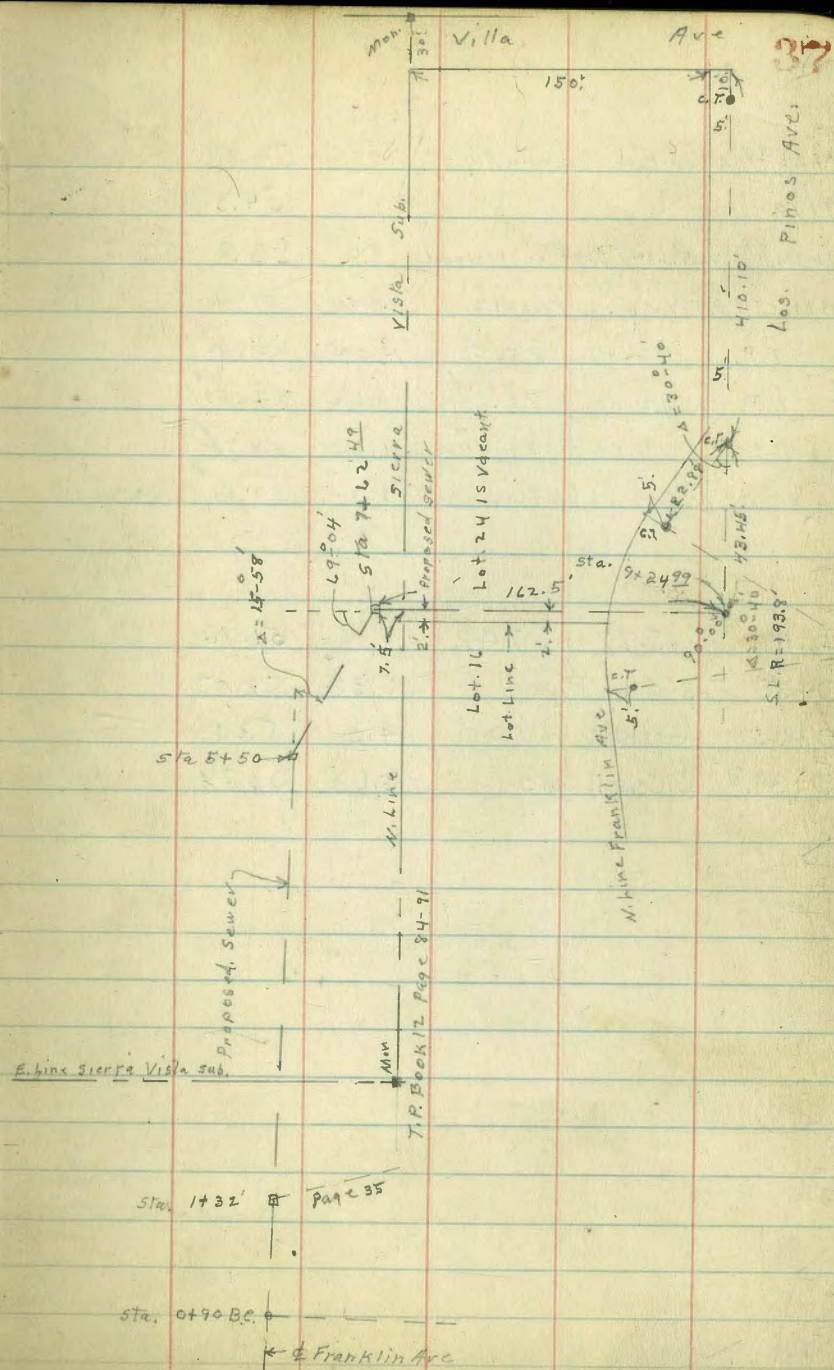 37
Mon.
30'
Villa Ave
150.'
10'
C.T.
5.
Los. Pinos Ave.
410.10'
5'
Vista Sub.
Sierra
Δ=30°-40'
5'
43.45'
Δ=15°-58'
69°-04'
Sta 7+62 49
Proposed Sewer
Lot. 24 is Vacant.
sta. 9+24 99
162.5'
2'
2'
7.5'
Lot. 16
Lot Line
Δ=30°-40'
S.L.R=193.8'
5'
Sta 5+50
N. Line
N. Line Franklin Ave
Proposed. Sewer
T.P. Book 12 Page 84-91
Mon
E. Line Sierra Vista Sub.
Sta. 1+32'
Page 35
Sta. 0+90 B.C.
℄ Franklin Ave